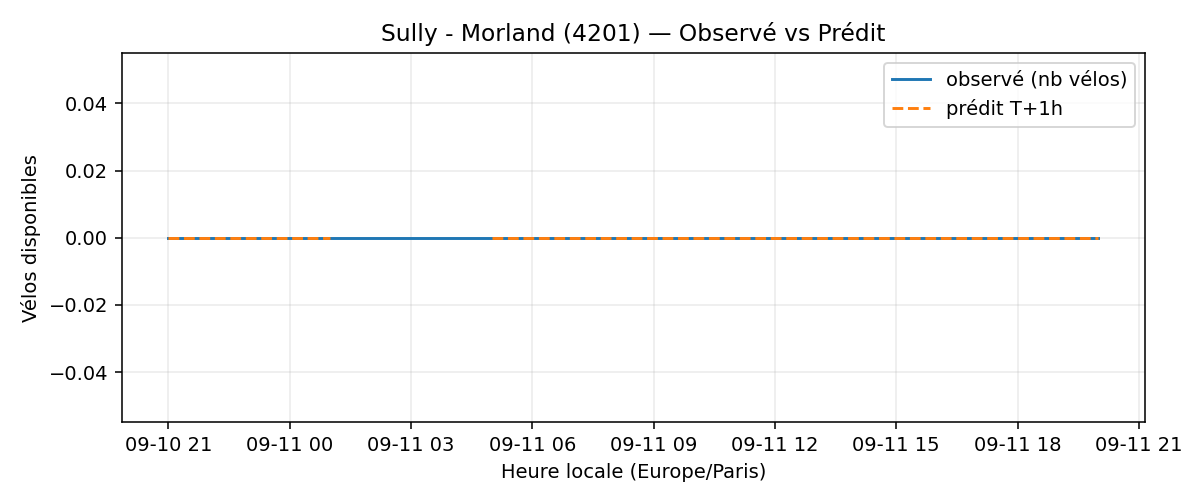 Sully - Morland (4201) — Observé vs Prédit
observé (nb vélos)
prédit T+1h
Vélos disponibles
0.04
0.02
0.00
−0.02
−0.04
09-10 21 09-11 00 09-11 03 09-11 06 09-11 09 09-11 12 09-11 15 09-11 18 09-11 21
Heure locale (Europe/Paris)